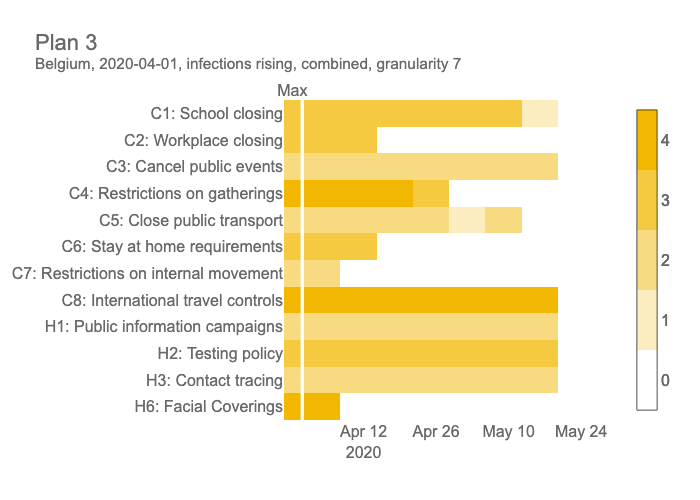 Plan 3
Belgium, 2020-04-01, infections rising, combined, granularity 7
Max
C1: School closing
C2: Workplace closing
C3: Cancel public events
C4: Restrictions on gatherings
C5: Close public transport
C6: Stay at home requirements
C7: Restrictions on internal movement
C8: International travel controls
H1: Public information campaigns
H2: Testing policy
H3: Contact tracing
H6: Facial Coverings
Apr 12 Apr 26 May 10 May 24
2020
4
3
2
1
0